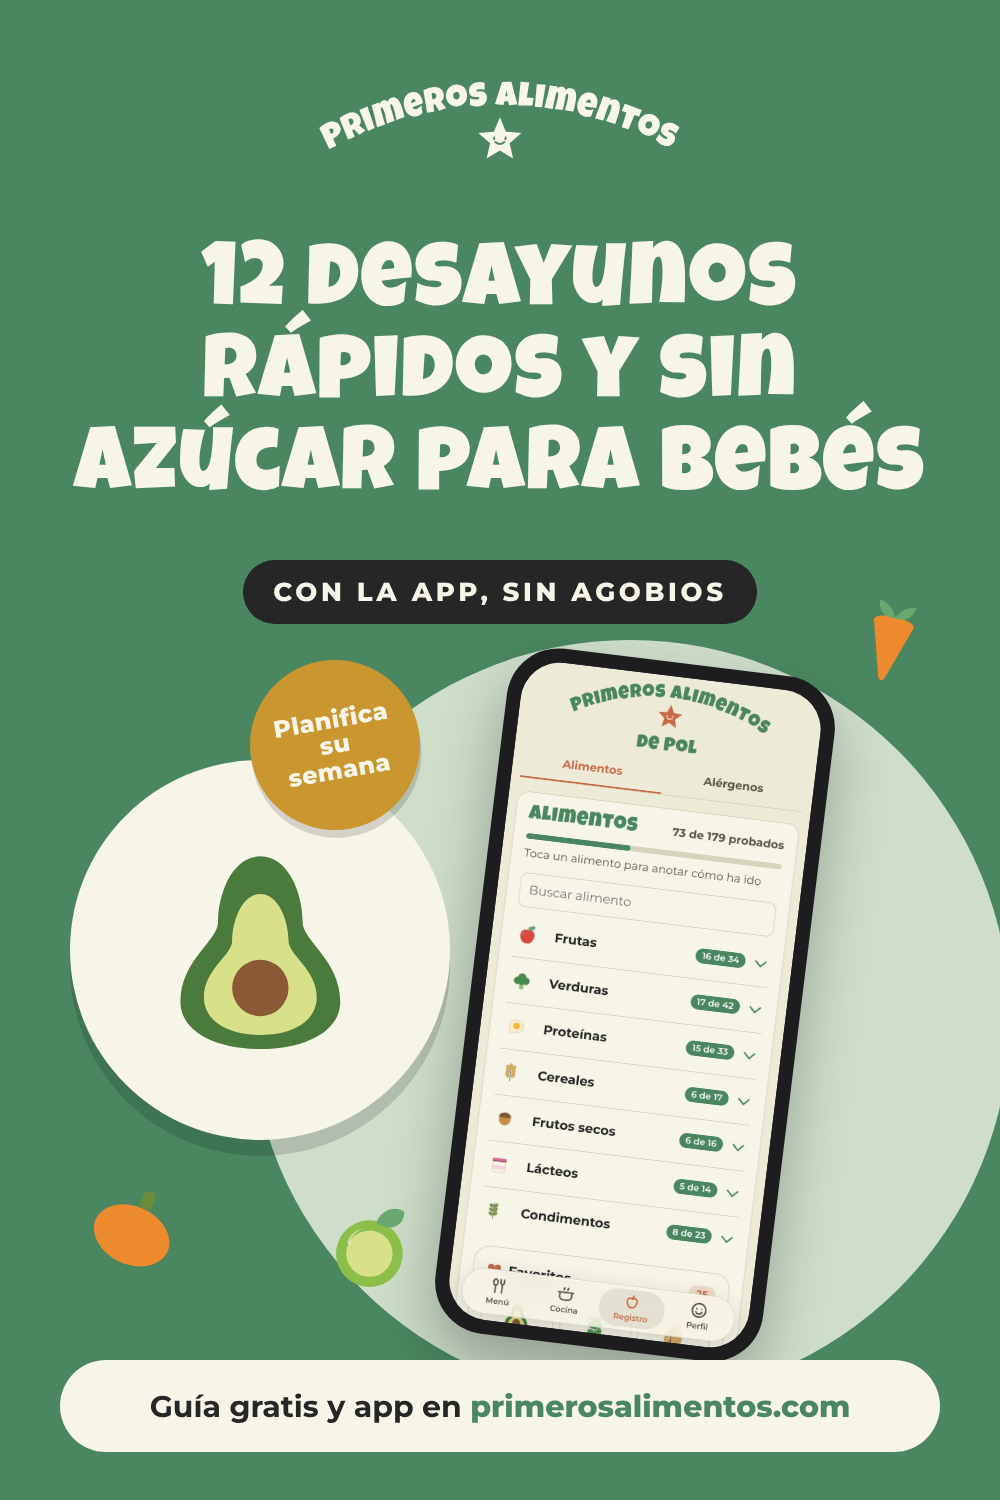 PRIMEROS ALIMENTOS
12 DESAYUNOS
RÁPIDOS Y SIN
AZÚCAR PARA BEBÉS
CON LA APP, SIN AGOBIOS
Planifica
su
semana
PRIMEROS ALIMENTOS
DE POL
Alimentos
Alérgenos
ALIMENTOS
73 de 179 probados
Toca un alimento para anotar cómo ha ido
Buscar alimento
Frutas
16 de 34
Verduras
17 de 42
Proteínas
15 de 33
Cereales
6 de 17
Frutos secos
6 de 16
Lácteos
5 de 14
Condimentos
8 de 23
Favoritos
Menú
Cocina
Registro
Perfil
Guía gratis y app en primerosalimentos.com